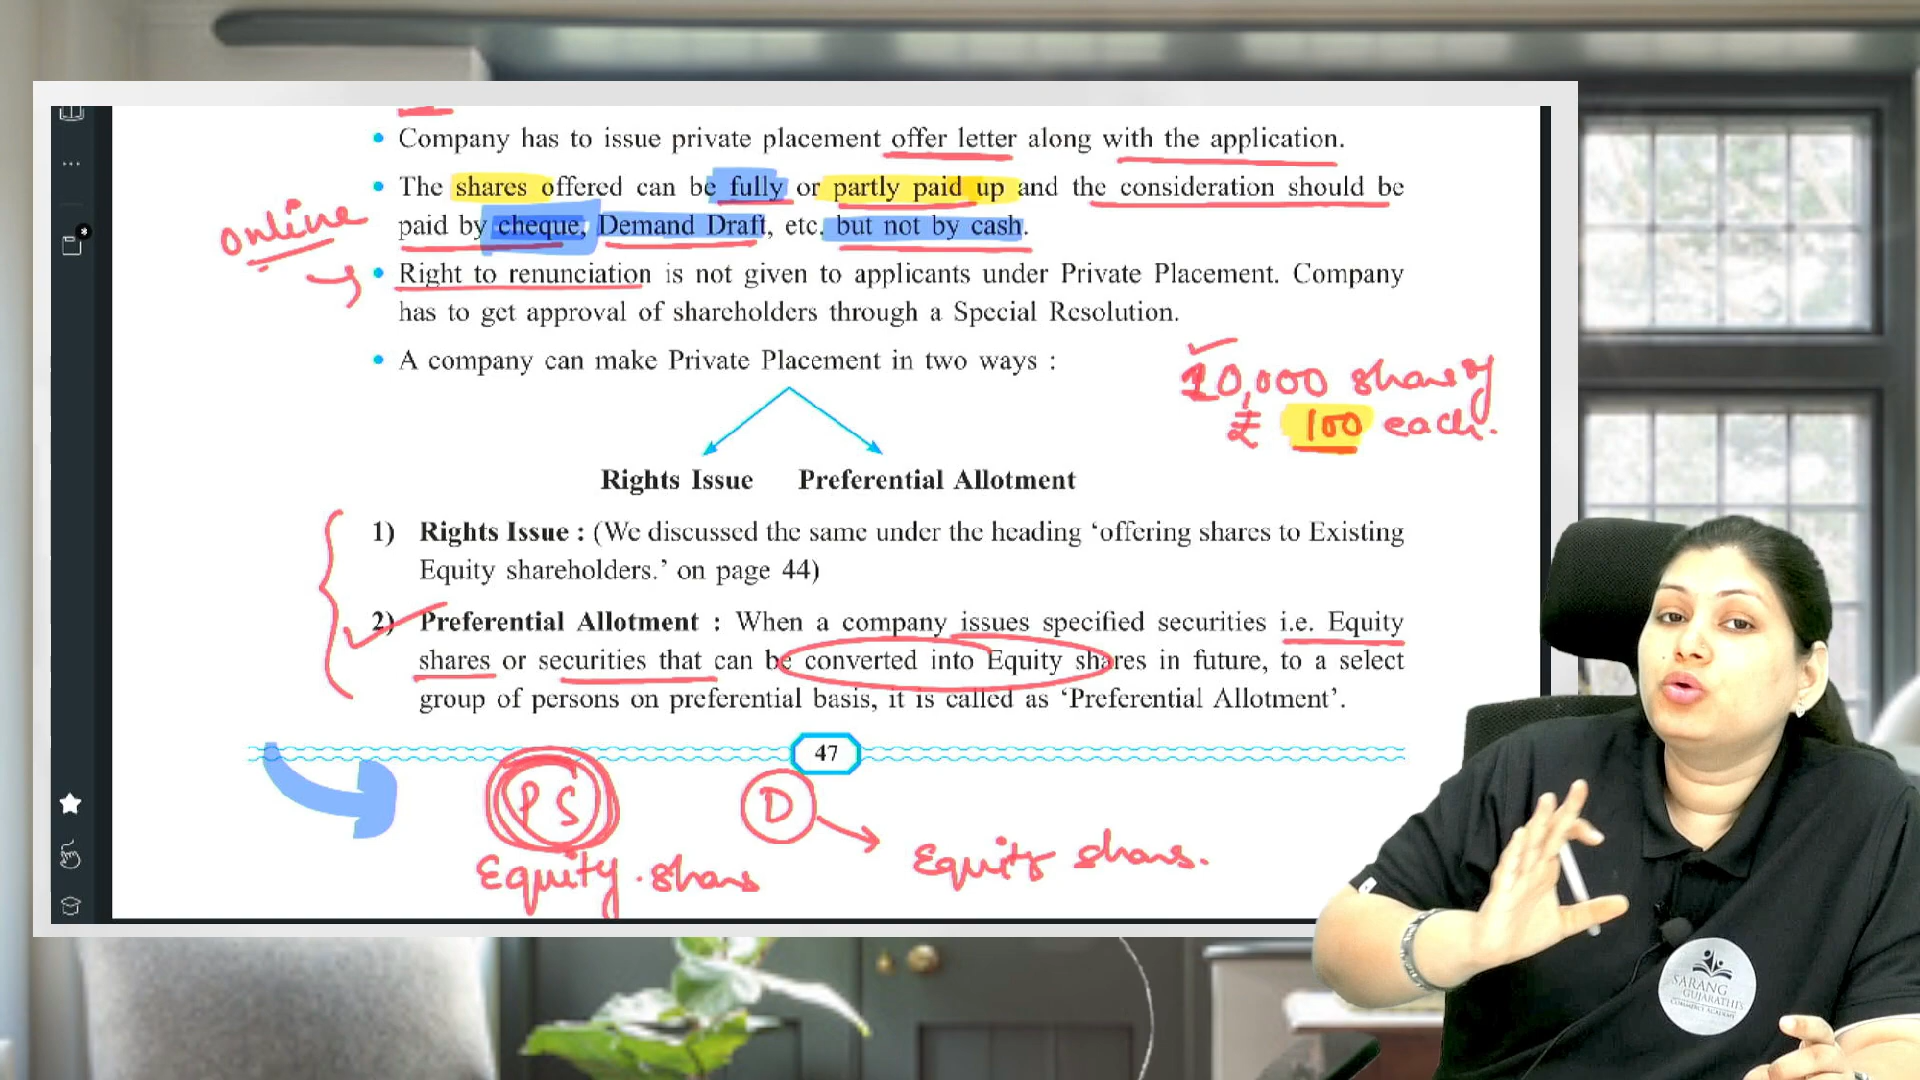 • Company has to issue private placement offer letter along with the application.
• The shares offered can be fully or partly paid up and the consideration should be
paid by cheque, Demand Draft, etc. but not by cash.
online
• Right to renunciation is not given to applicants under Private Placement. Company
has to get approval of shareholders through a Special Resolution.
• A company can make Private Placement in two ways :
10,000 share of
₹ 100 each.
Rights Issue Preferential Allotment
1) Rights Issue : (We discussed the same under the heading ‘offering shares to Existing
Equity shareholders.’ on page 44)
2) Preferential Allotment : When a company issues specified securities i.e. Equity
shares or securities that can be converted into Equity shares in future, to a select
group of persons on preferential basis, it is called as ‘Preferential Allotment’.
47
PS D
Equity shares Equity shares.
SARANG
GUJARATHI'S
COMMERCE ACADEMY